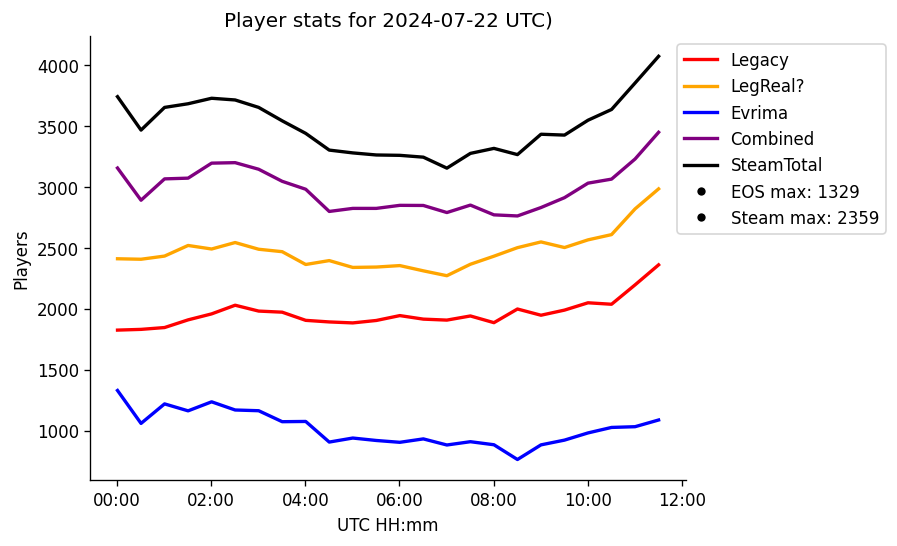 Player stats for 2024-07-22 UTC)
4000
3500
3000
2500
2000
1500
1000
Players
00:00 02:00 04:00 06:00 08:00 10:00 12:00
UTC HH:mm
Legacy
LegReal?
Evrima
Combined
SteamTotal
EOS max: 1329
Steam max: 2359